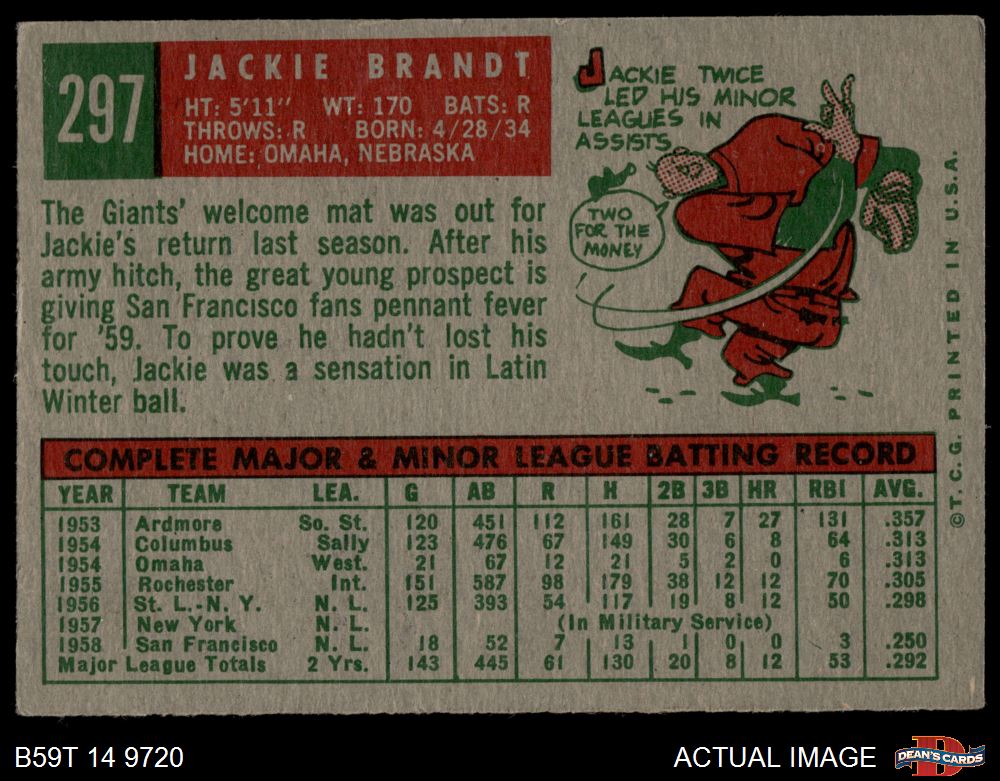 297
JACKIE BRANDT
HT: 5'11" WT: 170 BATS: R
THROWS: R BORN: 4/28/34
HOME: OMAHA, NEBRASKA
JACKIE TWICE
LED HIS MINOR
LEAGUES IN
ASSISTS
TWO
FOR THE
MONEY
The Giants' welcome mat was out for
Jackie's return last season. After his
army hitch, the great young prospect is
giving San Francisco fans pennant fever
for '59. To prove he hadn't lost his
touch, Jackie was a sensation in Latin
Winter ball.
COMPLETE MAJOR & MINOR LEAGUE BATTING RECORD
YEAR TEAM LEA. G AB R H 2B 3B HR RBI AVG.
1953 Ardmore So. St. 120 451 112 161 28 7 27 131 .357
1954 Columbus Sally 123 476 67 149 30 6 8 64 .313
1954 Omaha West. 21 67 12 21 5 2 0 6 .313
1955 Rochester Int. 151 587 98 179 38 12 12 70 .305
1956 St. L.-N. Y. N. L. 125 393 54 117 19 8 12 50 .298
1957 New York N. L. (In Military Service)
1958 San Francisco N. L. 18 52 7 13 1 0 0 3 .250
Major League Totals 2 Yrs. 143 445 61 130 20 8 12 53 .292
© T. C. G. PRINTED IN U.S.A.
B59T 14 9720
ACTUAL IMAGE
D
DEAN'S CARDS